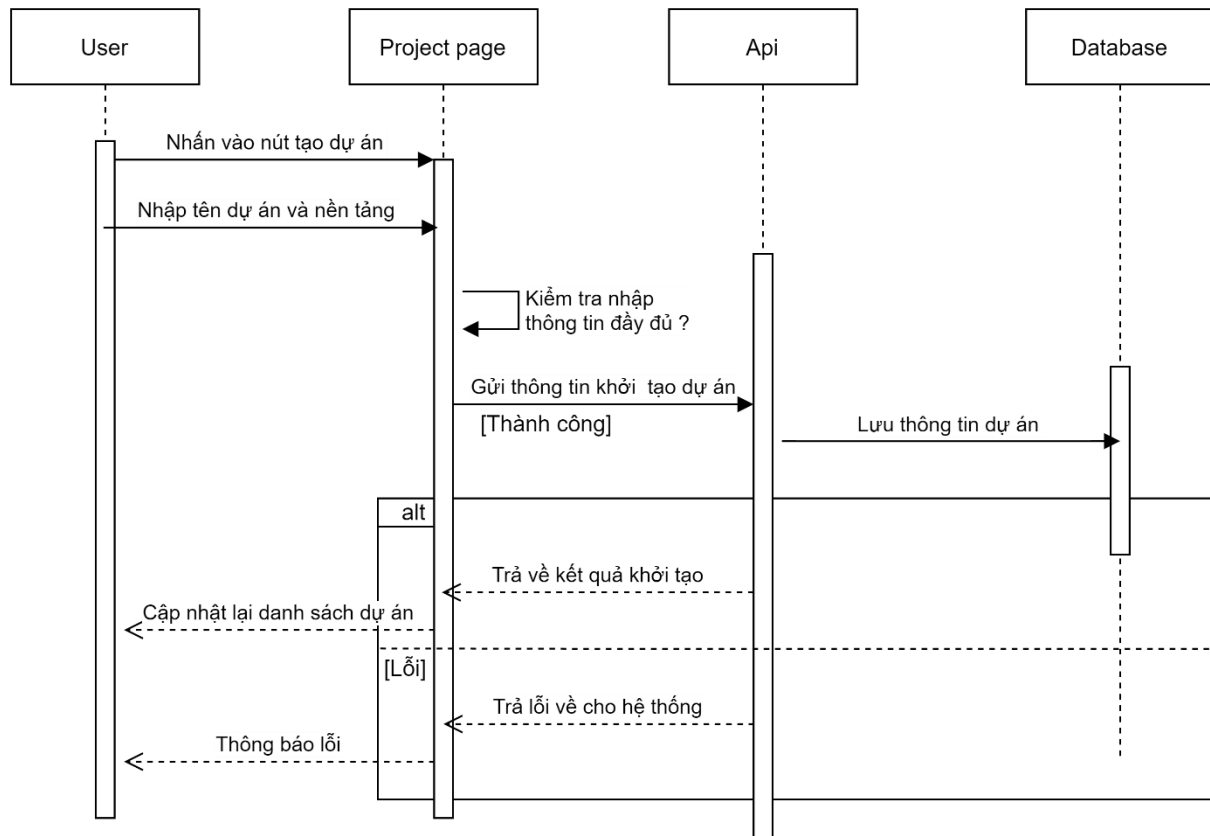 User
Project page
Api
Database
Nhấn vào nút tạo dự án
Nhập tên dự án và nền tảng
Kiểm tra nhập
thông tin đầy đủ ?
Gửi thông tin khởi tạo dự án
[Thành công]
Lưu thông tin dự án
alt
Trả về kết quả khởi tạo
Cập nhật lại danh sách dự án
[Lỗi]
Trả lỗi về cho hệ thống
Thông báo lỗi